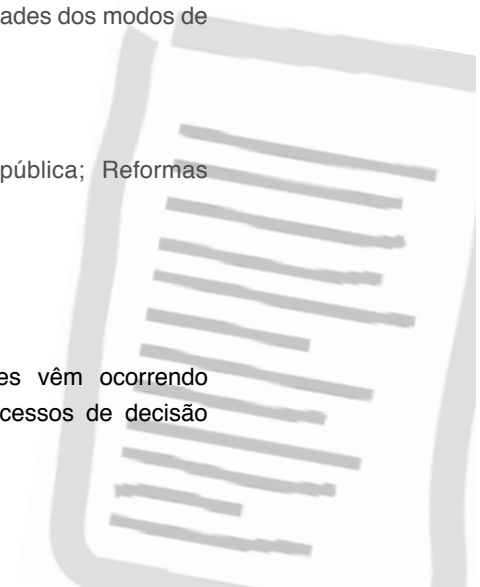 ades dos modos de
pública; Reformas
es vêm ocorrendo
cessos de decisão